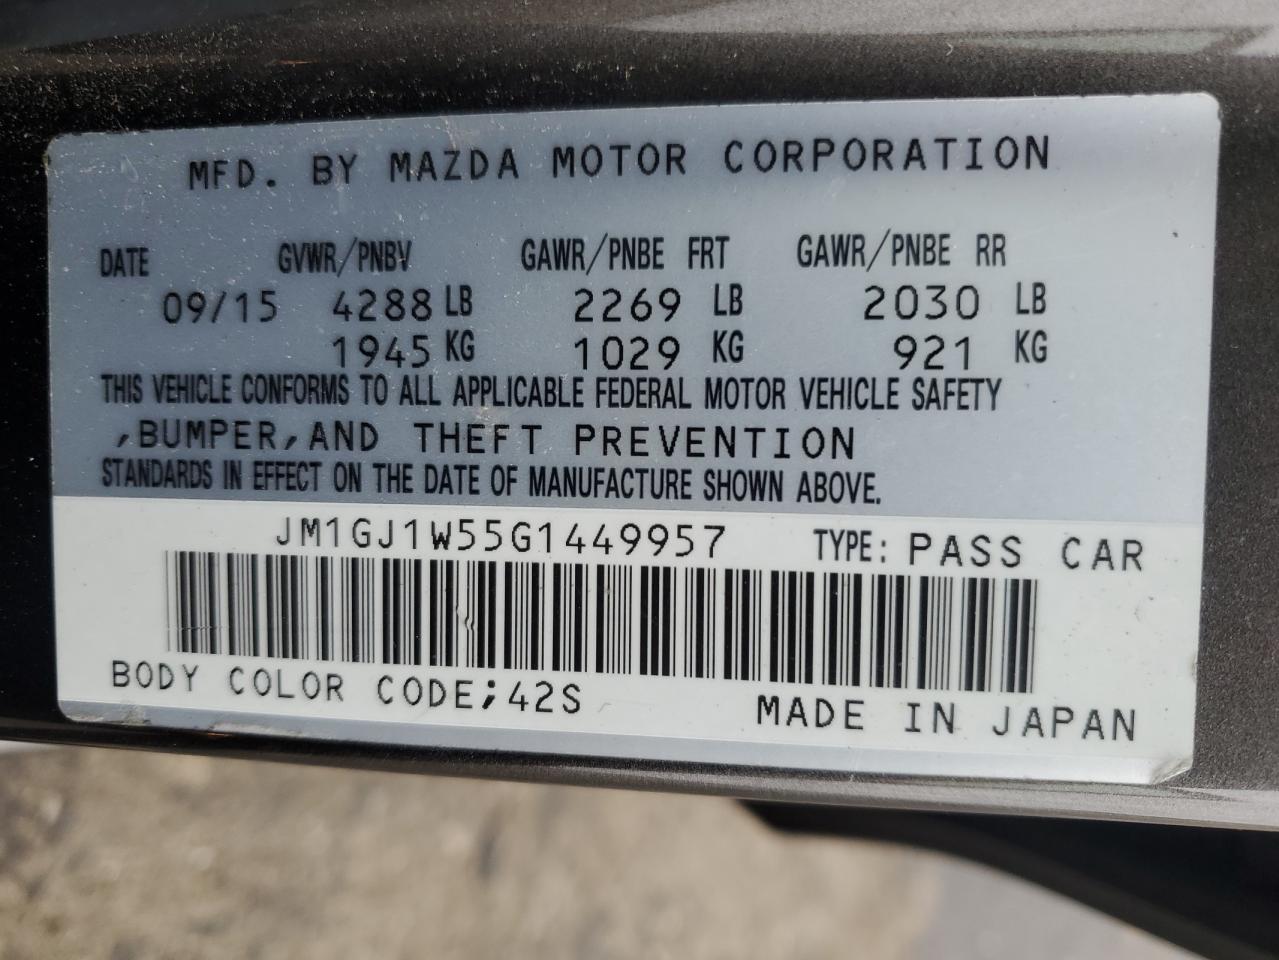 MFD. BY MAZDA MOTOR CORPORATION
DATE GVWR/PNBV GAWR/PNBE FRT GAWR/PNBE RR
09/15 4288 LB 2269 LB 2030 LB
1945 KG 1029 KG 921 KG
THIS VEHICLE CONFORMS TO ALL APPLICABLE FEDERAL MOTOR VEHICLE SAFETY
,BUMPER,AND THEFT PREVENTION
STANDARDS IN EFFECT ON THE DATE OF MANUFACTURE SHOWN ABOVE.
JM1GJ1W55G1449957 TYPE: PASS CAR
BODY COLOR CODE;42S MADE IN JAPAN